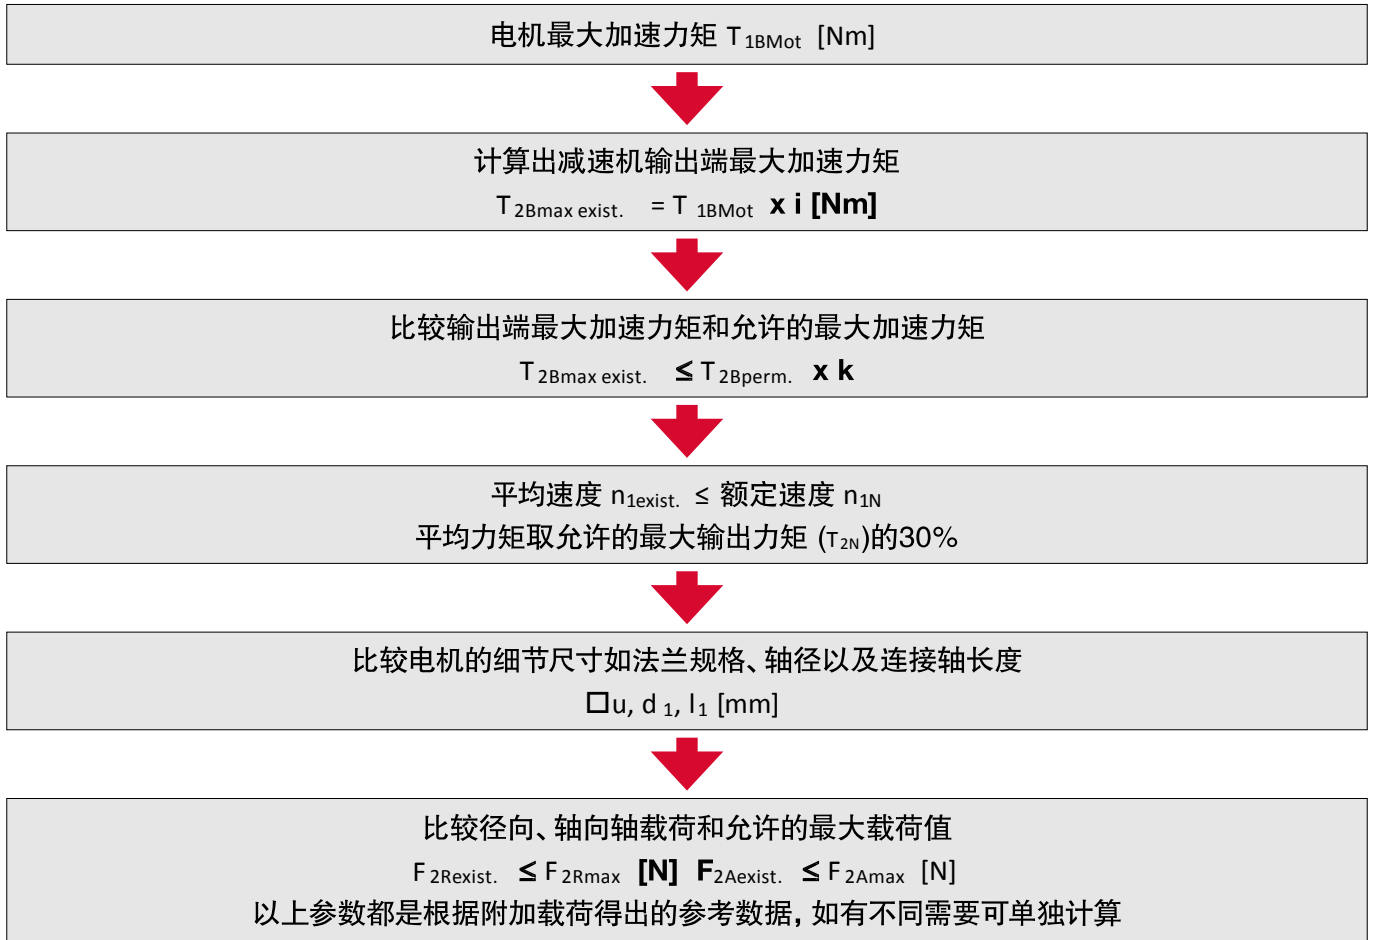 电机最大加速力矩 T1BMot [Nm]
计算出减速机输出端最大加速力矩
T2Bmax exist. = T 1BMot x i [Nm]
比较输出端最大加速力矩和允许的最大加速力矩
T2Bmax exist. ≤ T2Bperm. x k
平均速度 n1exist. ≤ 额定速度 n1N
平均力矩取允许的最大输出力矩 (T2N)的30%
比较电机的细节尺寸如法兰规格、轴径以及连接轴长度
□u, d 1, l1 [mm]
比较径向、轴向轴载荷和允许的最大载荷值
F2Rexist. ≤ F2Rmax [N] F2Aexist. ≤ F2Amax [N]
以上参数都是根据附加载荷得出的参考数据，如有不同需要可单独计算